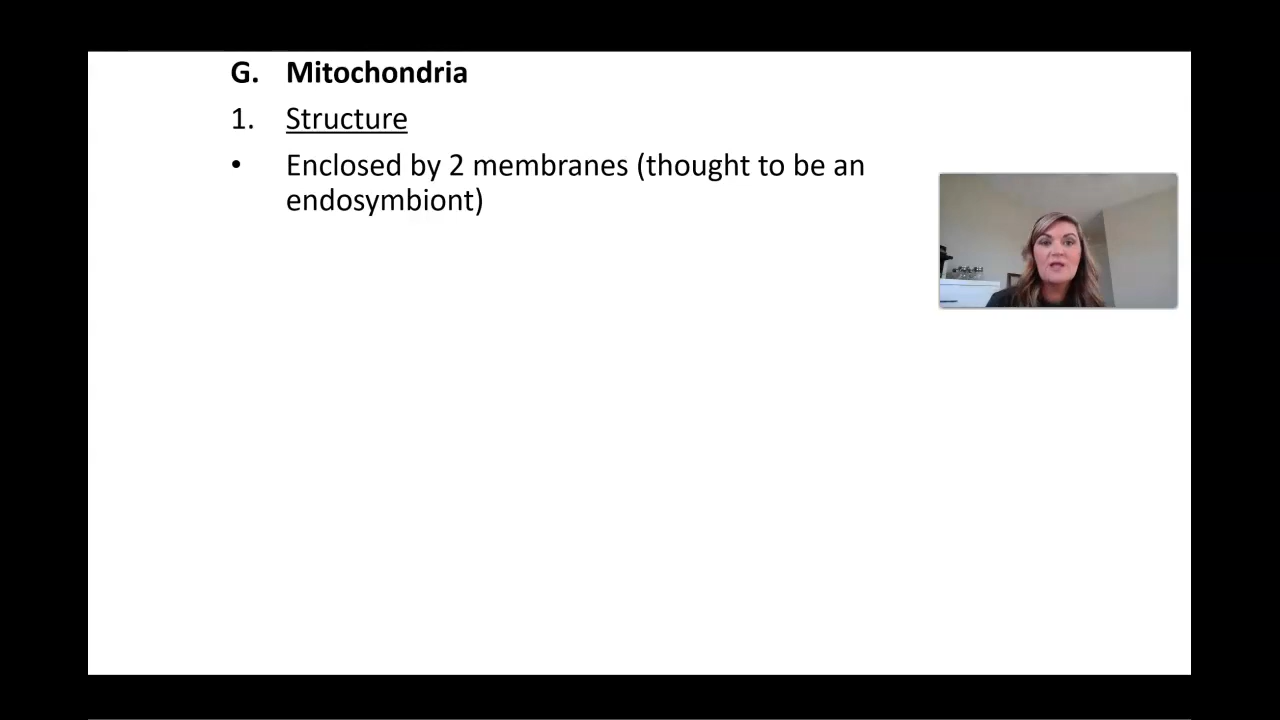 G. Mitochondria
1. Structure
• Enclosed by 2 membranes (thought to be an
endosymbiont)